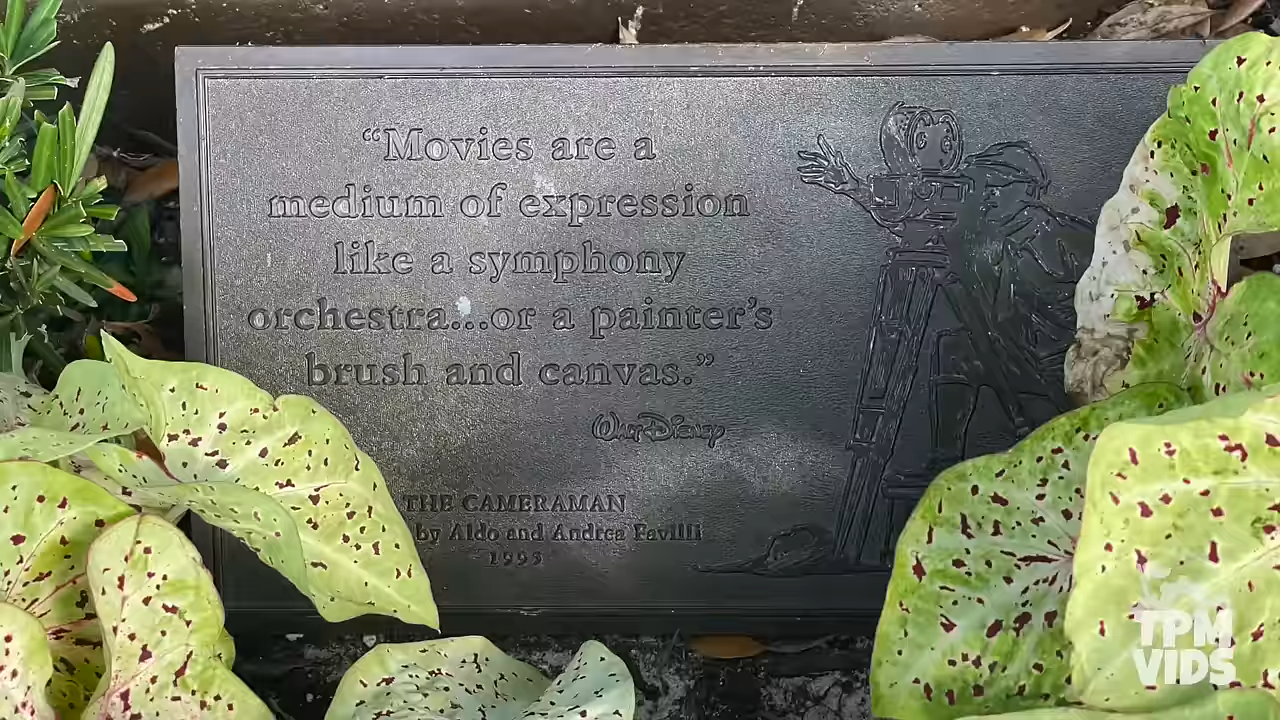 “Movies are a
medium of expression
like a symphony
orchestra...or a painter’s
brush and canvas.”
Walt Disney
THE CAMERAMAN
by Aldo and Andrea Favilli
1995
TPM
VIDS